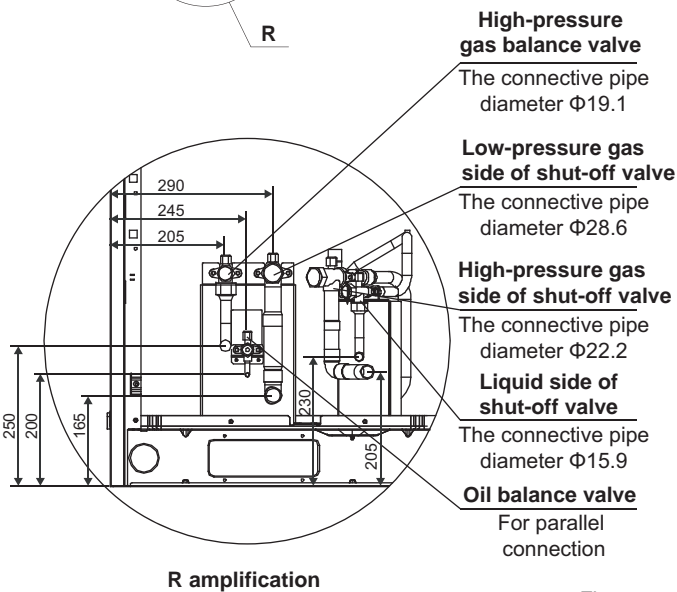 R
High-pressure
gas balance valve
The connective pipe
diameter Φ19.1
Low-pressure gas
side of shut-off valve
The connective pipe
diameter Φ28.6
High-pressure gas
side of shut-off valve
The connective pipe
diameter Φ22.2
Liquid side of
shut-off valve
The connective pipe
diameter Φ15.9
Oil balance valve
For parallel
connection
290
245
205
250
200
165
230
205
R amplification